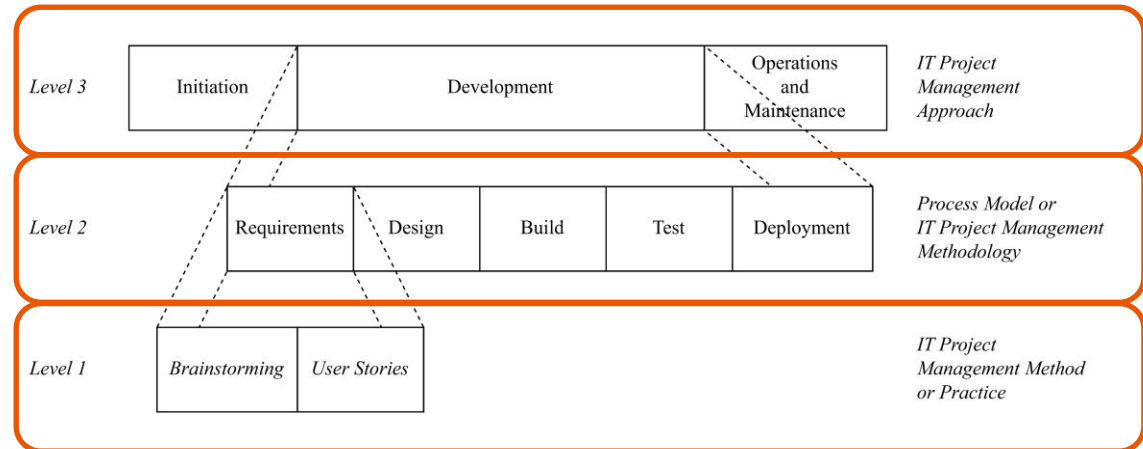 Level 3
Initiation
Development
Operations
and
Maintenance
IT Project
Management
Approach
Level 2
Requirements
Design
Build
Test
Deployment
Process Model or
IT Project Management
Methodology
Level 1
Brainstorming
User Stories
IT Project
Management Method
or Practice